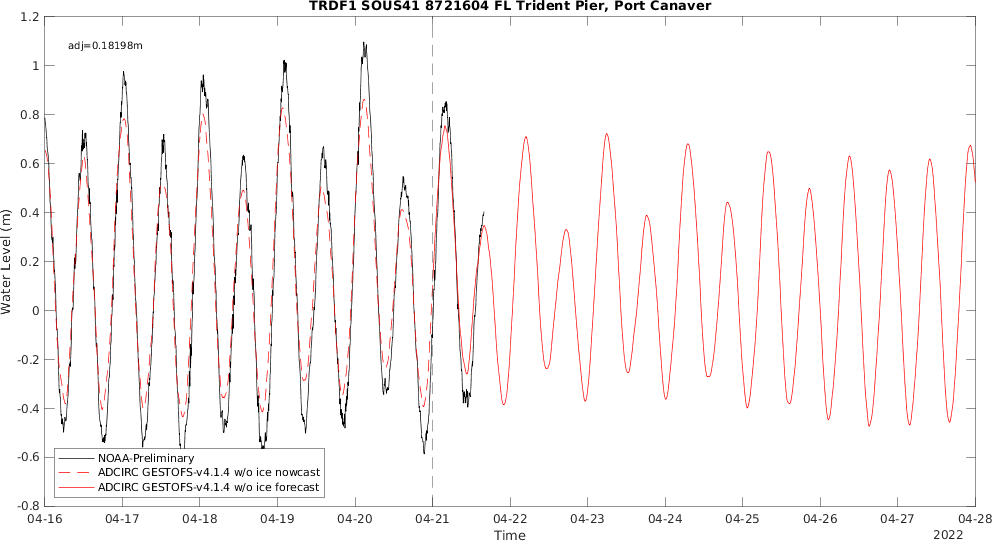 TRDF1 SOUS41 8721604 FL Trident Pier, Port Canaver
adj=0.18198m
1.2
1
0.8
0.6
0.4
0.2
0
-0.2
-0.4
-0.6
-0.8
Water Level (m)
NOAA-Preliminary
ADCIRC GESTOFS-v4.1.4 w/o ice nowcast
ADCIRC GESTOFS-v4.1.4 w/o ice forecast
04-16 04-17 04-18 04-19 04-20 04-21 04-22 04-23 04-24 04-25 04-26 04-27 04-28
Time
2022